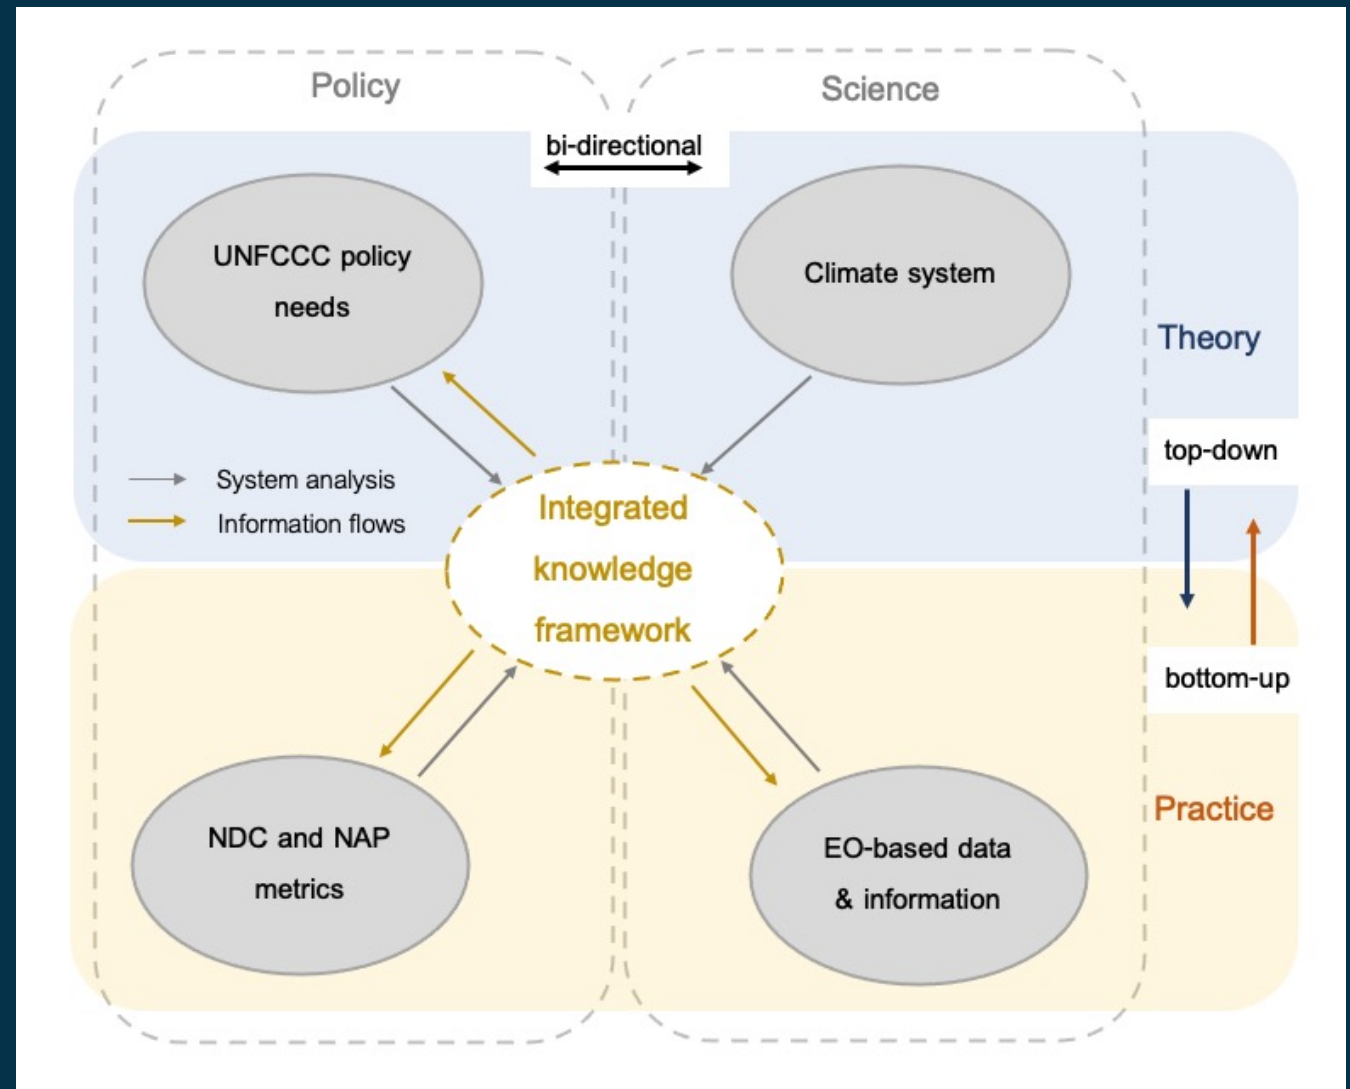 Policy
Science
bi-directional
UNFCCC policy
needs
Climate system
Theory
top-down
System analysis
Information flows
Integrated
knowledge
framework
bottom-up
Practice
NDC and NAP
metrics
EO-based data
& information